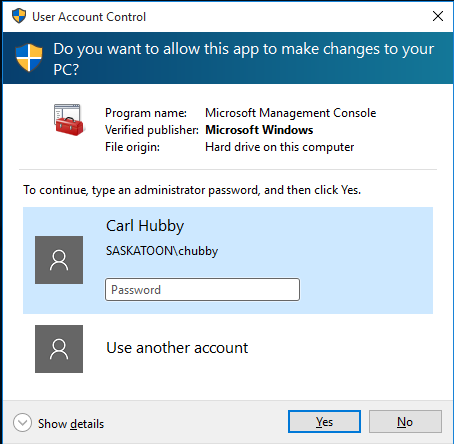 User Account Control
Do you want to allow this app to make changes to your
PC?
Program name: Microsoft Management Console
Verified publisher: Microsoft Windows
File origin: Hard drive on this computer
To continue, type an administrator password, and then click Yes.
Carl Hubby
SASKATOON\chubby
Password
Use another account
Show details
Yes
No